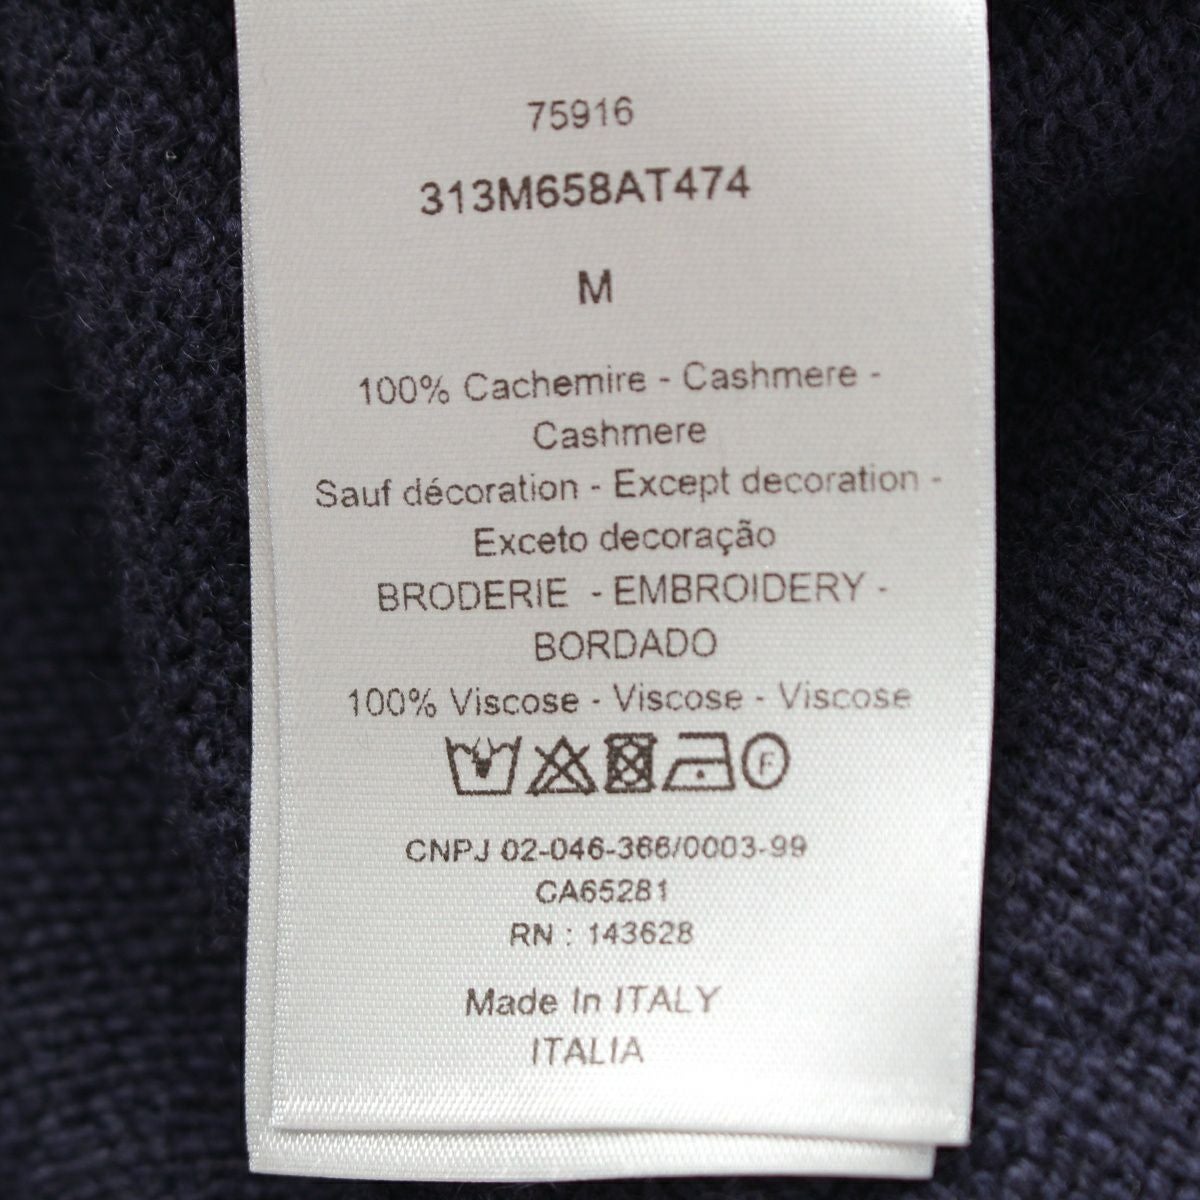 75916
313M658AT474
M
100% Cachemire - Cashmere -
Cashmere
Sauf décoration - Except decoration -
Exceto decoração
BRODERIE - EMBROIDERY -
BORDADO
100% Viscose - Viscose - Viscose
F
CNPJ 02-046-366/0003-99
CA65281
RN : 143628
Made In ITALY
ITALIA